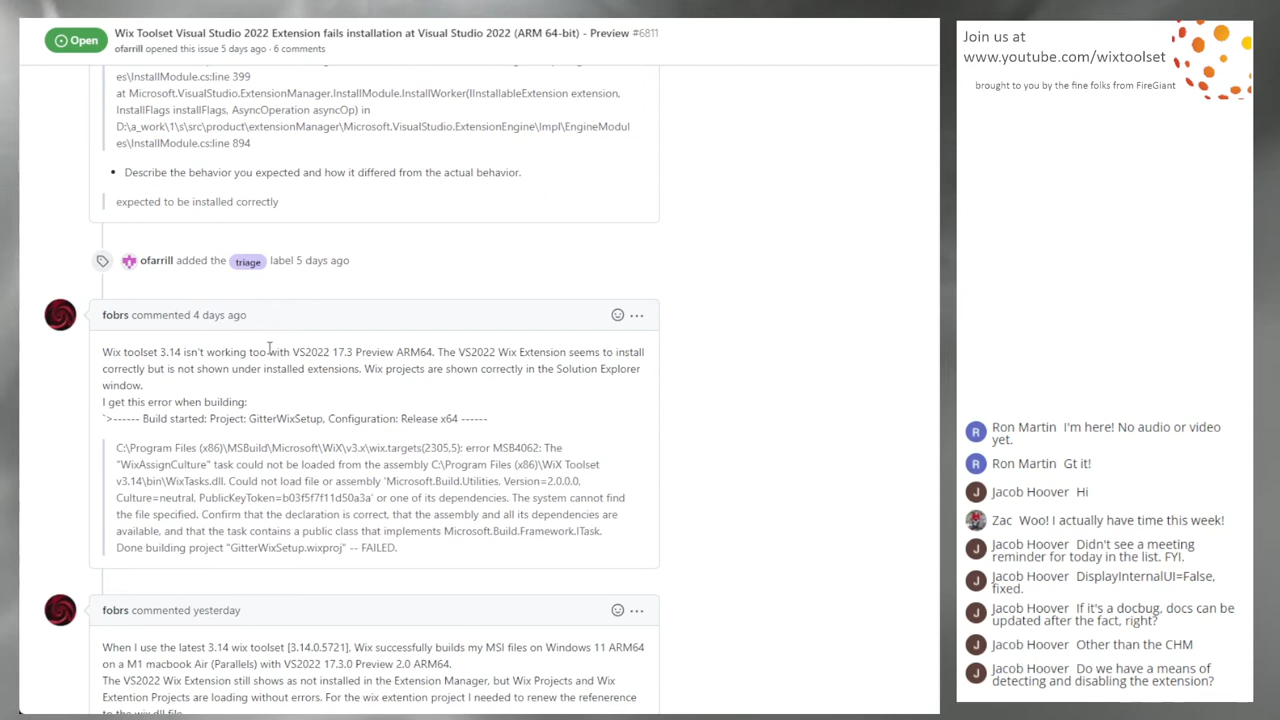 Open
Wix Toolset Visual Studio 2022 Extension fails installation at Visual Studio 2022 (ARM 64-bit) - Preview #6811
ofarrill opened this issue 5 days ago · 6 comments
es\InstallModule.cs:line 399
at Microsoft.VisualStudio.ExtensionManager.InstallModule.InstallWorker(IInstallableExtension extension,
InstallFlags installFlags, AsyncOperation asyncOp) in
D:\a_work\1\s\src\product\extensionManager\Microsoft.VisualStudio.ExtensionEngine\Impl\EngineModul
es\InstallModule.cs:line 894
• Describe the behavior you expected and how it differed from the actual behavior.
expected to be installed correctly
ofarrill added the triage label 5 days ago
fobrs commented 4 days ago
Wix toolset 3.14 isn't working too with VS2022 17.3 Preview ARM64. The VS2022 Wix Extension seems to install
correctly but is not shown under installed extensions. Wix projects are shown correctly in the Solution Explorer
window.
I get this error when building:
`>------ Build started: Project: GitterWixSetup, Configuration: Release x64 ------
C:\Program Files (x86)\MSBuild\Microsoft\WiX\v3.x\wix.targets(2305,5): error MSB4062: The
"WixAssignCulture" task could not be loaded from the assembly C:\Program Files (x86)\WiX Toolset
v3.14\bin\WixTasks.dll. Could not load file or assembly 'Microsoft.Build.Utilities, Version=2.0.0.0,
Culture=neutral, PublicKeyToken=b03f5f7f11d50a3a' or one of its dependencies. The system cannot find
the file specified. Confirm that the declaration is correct, that the assembly and all its dependencies are
available, and that the task contains a public class that implements Microsoft.Build.Framework.ITask.
Done building project "GitterWixSetup.wixproj" -- FAILED.
fobrs commented yesterday
When I use the latest 3.14 wix toolset [3.14.0.5721], Wix successfully builds my MSI files on Windows 11 ARM64
on a M1 macbook Air (Parallels) with VS2022 17.3.0 Preview 2.0 ARM64.
The VS2022 Wix Extension still shows as not installed in the Extension Manager, but Wix Projects and Wix
Extention Projects are loading without errors. For the wix extention project I needed to renew the refenerence
to the wix.dll file.
Join us at
www.youtube.com/wixtoolset
brought to you by the fine folks from FireGiant
R Ron Martin I'm here! No audio or video
yet.
R Ron Martin Gt it!
J Jacob Hoover Hi
Zac Woo! I actually have time this week!
J Jacob Hoover Didn't see a meeting
reminder for today in the list. FYI.
J Jacob Hoover DisplayInternalUI=False,
fixed.
J Jacob Hoover If it's a docbug, docs can be
updated after the fact, right?
J Jacob Hoover Other than the CHM
J Jacob Hoover Do we have a means of
detecting and disabling the extension?